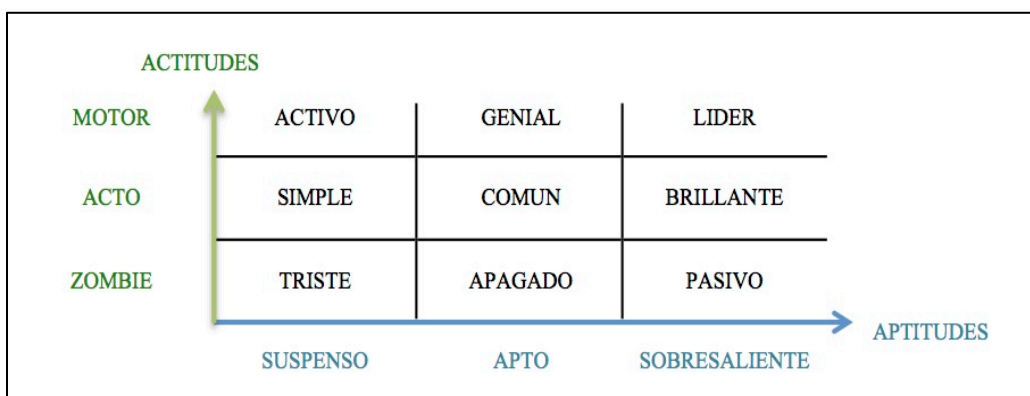 ACTITUDES
MOTOR ACTIVO GENIAL LIDER
ACTO SIMPLE COMUN BRILLANTE
ZOMBIE TRISTE APAGADO PASIVO
APTITUDES
SUSPENSO APTO SOBRESALIENTE